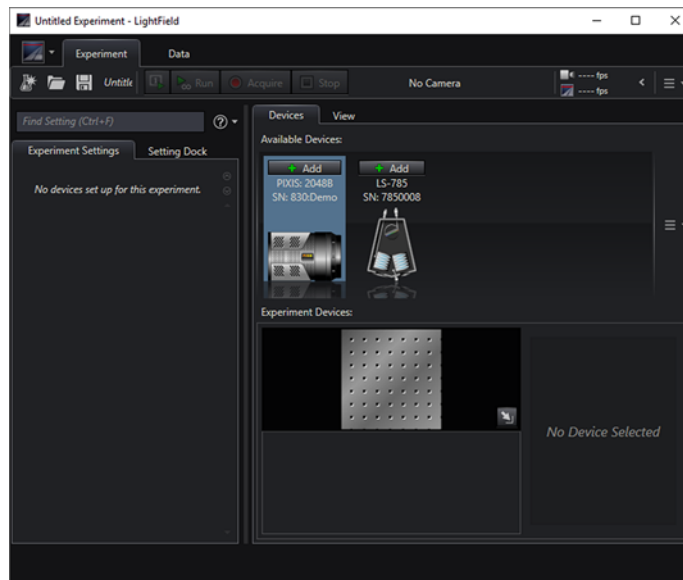 Untitled Experiment - LightField
Experiment
Data
Untitle
Run
Acquire
Stop
No Camera
---- fps
---- fps
Find Setting (Ctrl+F)
Experiment Settings
Setting Dock
No devices set up for this experiment.
Devices
View
Available Devices:
Add
PIXIS: 2048B
SN: 830:Demo
Add
LS-785
SN: 7850008
Experiment Devices:
No Device Selected